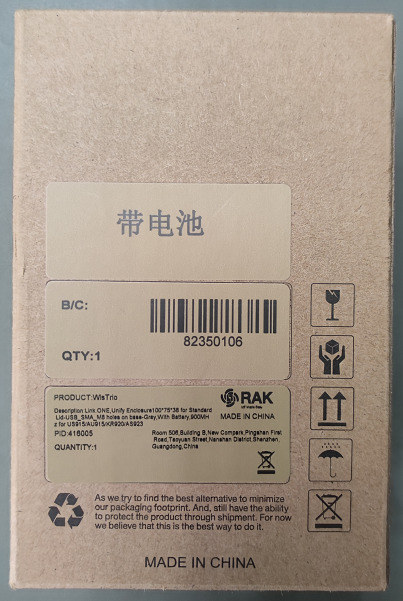 带电池
B/C:
82350106
QTY:1
PRODUCT:WisTrio
RAK
MADE IN CHINA
Description Link ONE,Unify Enclosure100*75*38 for Standard
Lid-USB_SMA_M8 holes on base-Grey,With Battery,900MH
z for US915/AU915/KR920/AS923
PID:416005
QUANTITY:1
Room 506,Building B,New Compark,Pingshan First
Road,Taoyuan Street,Nanshan District,Shenzhen,
Guangdong,China
As we try to find the best alternative to minimize
our packaging footprint. And, still have the ability
to protect the product through shipment. For now
we believe that this is the best way to do it.
MADE IN CHINA